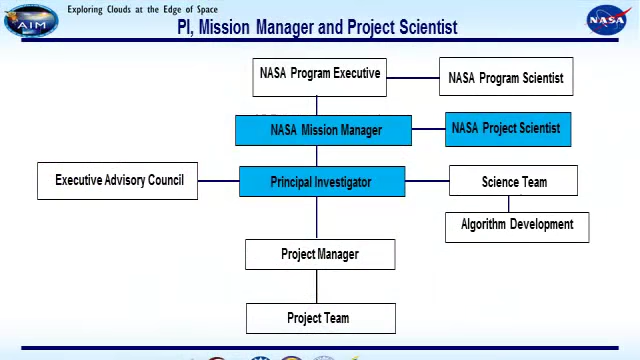 Exploring Clouds at the Edge of Space
AIM
NASA
PI, Mission Manager and Project Scientist
NASA Program Executive
NASA Program Scientist
NASA Mission Manager
NASA Project Scientist
Executive Advisory Council
Principal Investigator
Science Team
Algorithm Development
Project Manager
Project Team